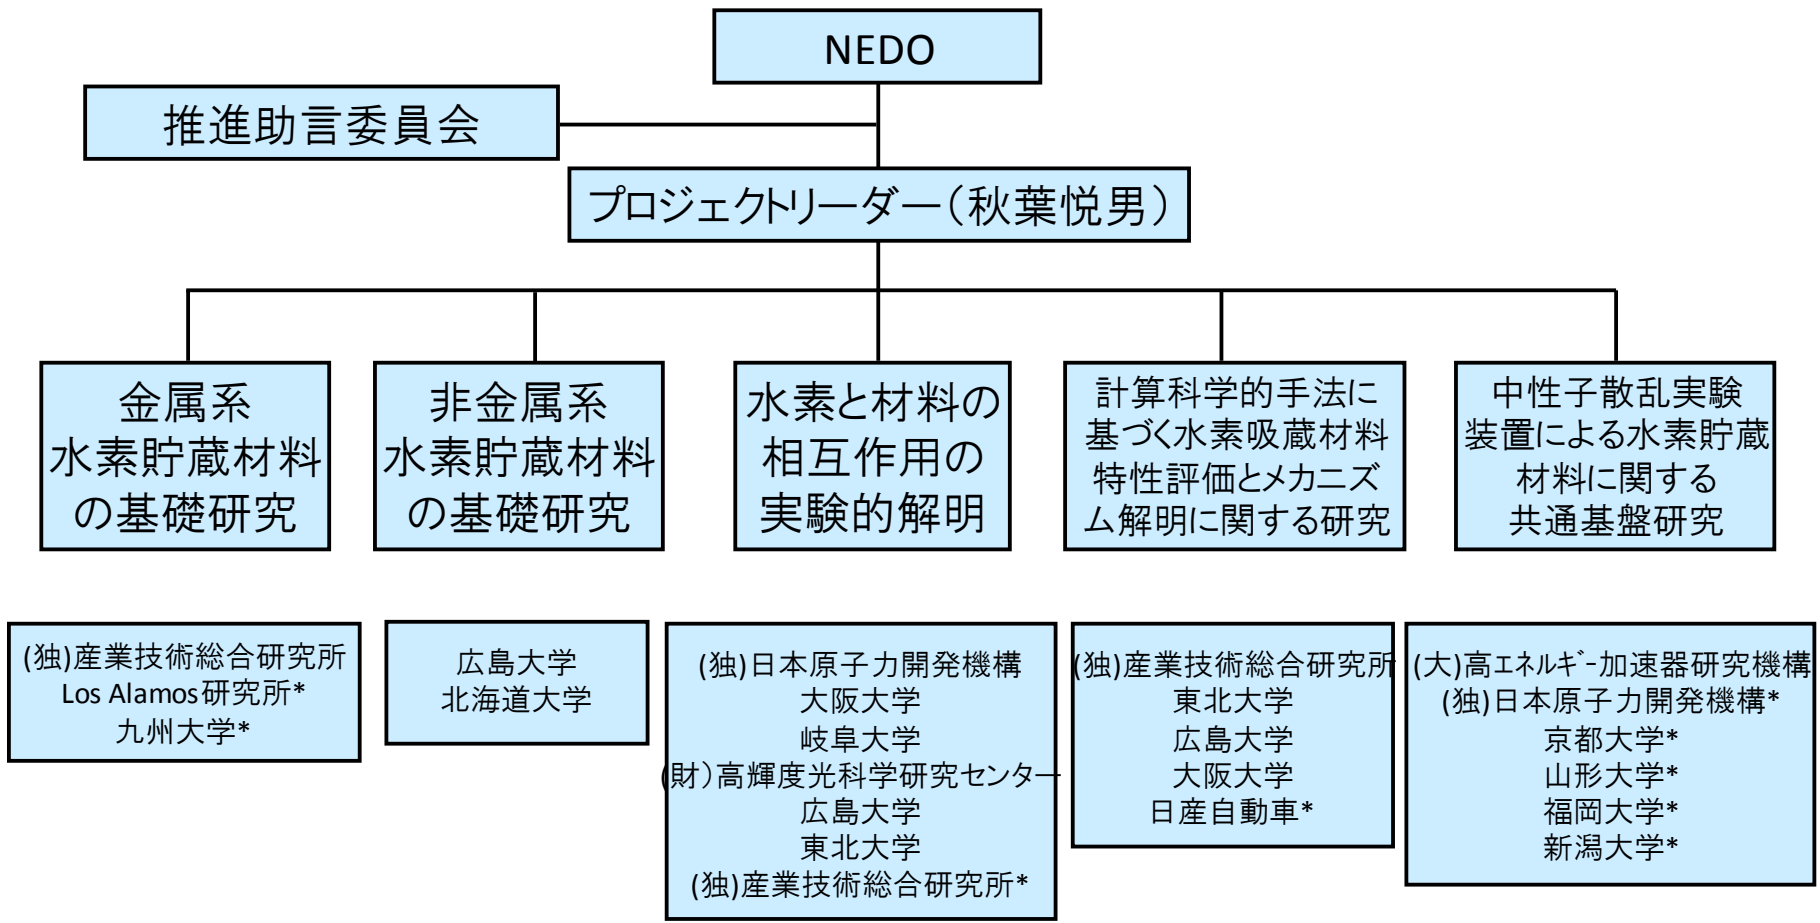 NEDO
推進助言委員会
プロジェクトリーダー(秋葉悦男)
金属系
水素貯蔵材料
の基礎研究
非金属系
水素貯蔵材料
の基礎研究
水素と材料の
相互作用の
実験的解明
計算科学的手法に
基づく水素吸蔵材料
特性評価とメカニズ
ム解明に関する研究
中性子散乱実験
装置による水素貯蔵
材料に関する
共通基盤研究
(独)産業技術総合研究所
Los Alamos研究所*
九州大学*
広島大学
北海道大学
(独)日本原子力開発機構
大阪大学
岐阜大学
(財)高輝度光科学研究センター
広島大学
東北大学
(独)産業技術総合研究所*
(独)産業技術総合研究所
東北大学
広島大学
大阪大学
日産自動車*
(大)高エネルギー加速器研究機構
(独)日本原子力開発機構*
京都大学*
山形大学*
福岡大学*
新潟大学*